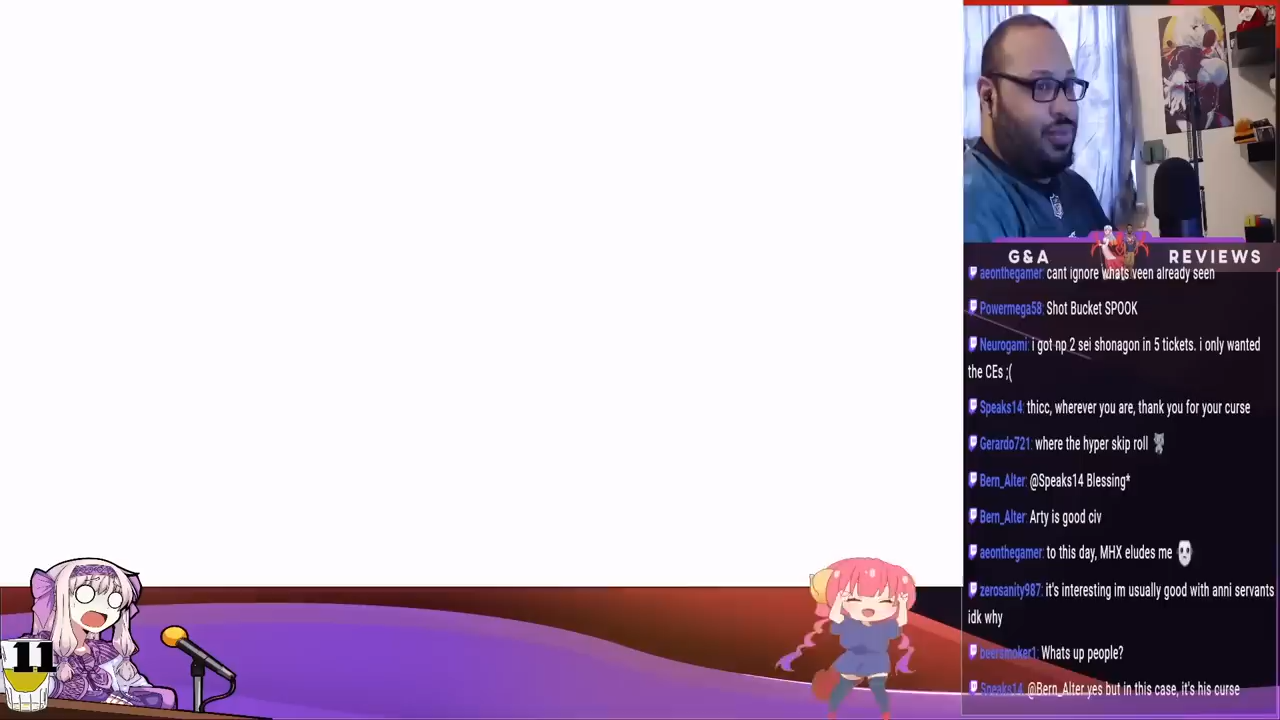 G&A REVIEWS
aeonthegamer: cant ignore whats veen already seen
Powermega58: Shot Bucket SPOOK
Neurogami: i got np 2 sei shonagon in 5 tickets. i only wanted
the CEs ;(
Speaks14: thicc, wherever you are, thank you for your curse
Gerardo721: where the hyper skip roll
Bern_Alter: @Speaks14 Blessing*
Bern_Alter: Arty is good civ
aeonthegamer: to this day, MHX eludes me
zerosanity987: it's interesting im usually good with anni servants
idk why
beersmoker1: Whats up people?
Speaks14: @Bern_Alter yes but in this case, it's his curse
11